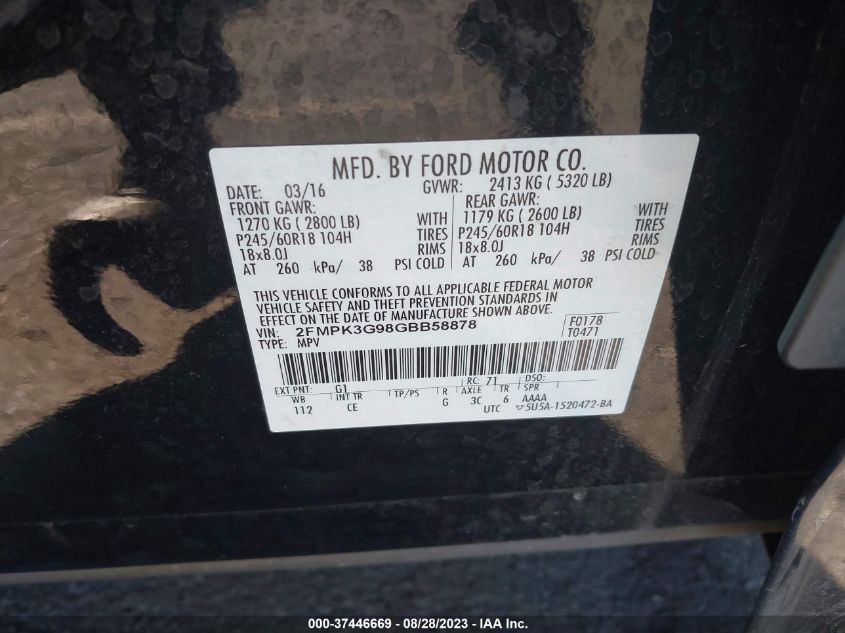 MFD. BY FORD MOTOR CO.
DATE: 03/16 GVWR: 2413 KG ( 5320 LB)
FRONT GAWR: REAR GAWR:
1270 KG ( 2800 LB) WITH 1179 KG ( 2600 LB) WITH
P245/60R18 104H TIRES P245/60R18 104H TIRES
18x8.0J RIMS 18x8.0J RIMS
AT 260 kPa/ 38 PSI COLD AT 260 kPa/ 38 PSI COLD
THIS VEHICLE CONFORMS TO ALL APPLICABLE FEDERAL MOTOR
VEHICLE SAFETY AND THEFT PREVENTION STANDARDS IN
EFFECT ON THE DATE OF MANUFACTURE SHOWN ABOVE.
VIN: 2FMPK3G98GBB58878 F0178
TYPE: MPV T0471
EXT PNT: G1 RC: 71 DSO:
WB INT TR TP/PS R AXLE TR SPR
112 CE G 3C 6 AAAA
UTC ▽5U5A-1520472-BA
000-37446669 - 08/28/2023 - IAA Inc.